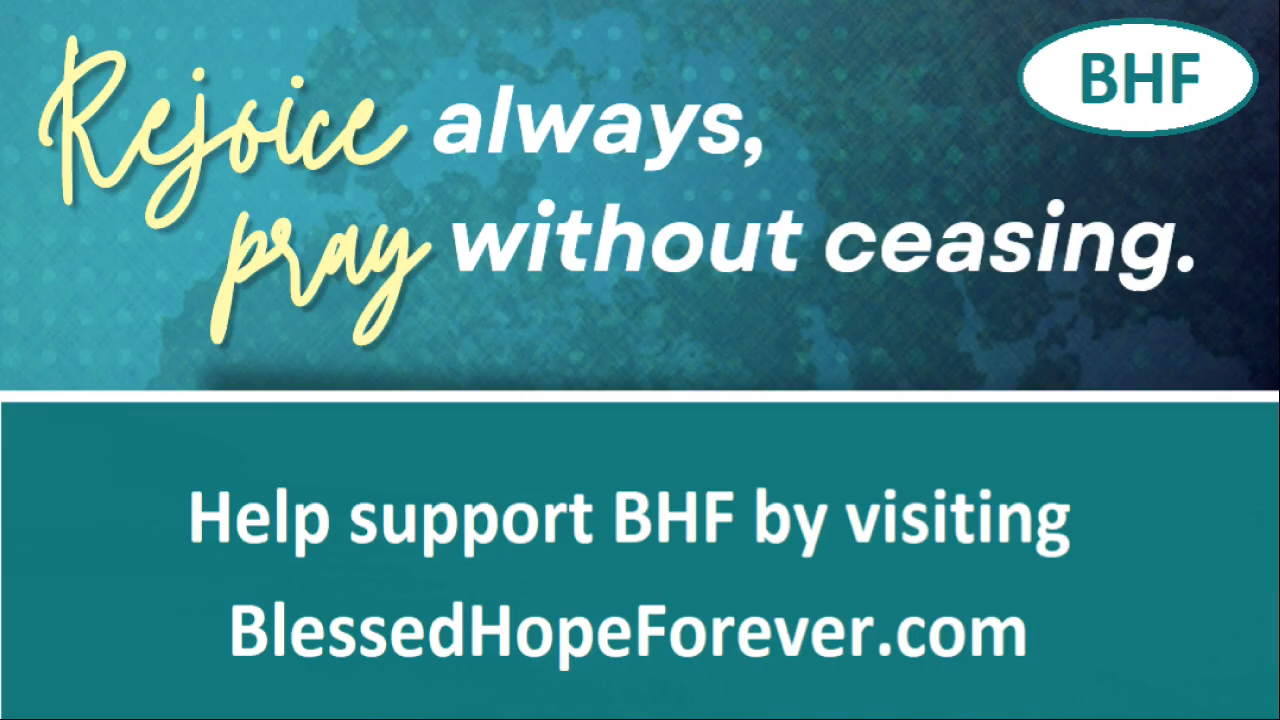 Rejoice always,
BHF
pray without ceasing.
Help support BHF by visiting
BlessedHopeForever.com